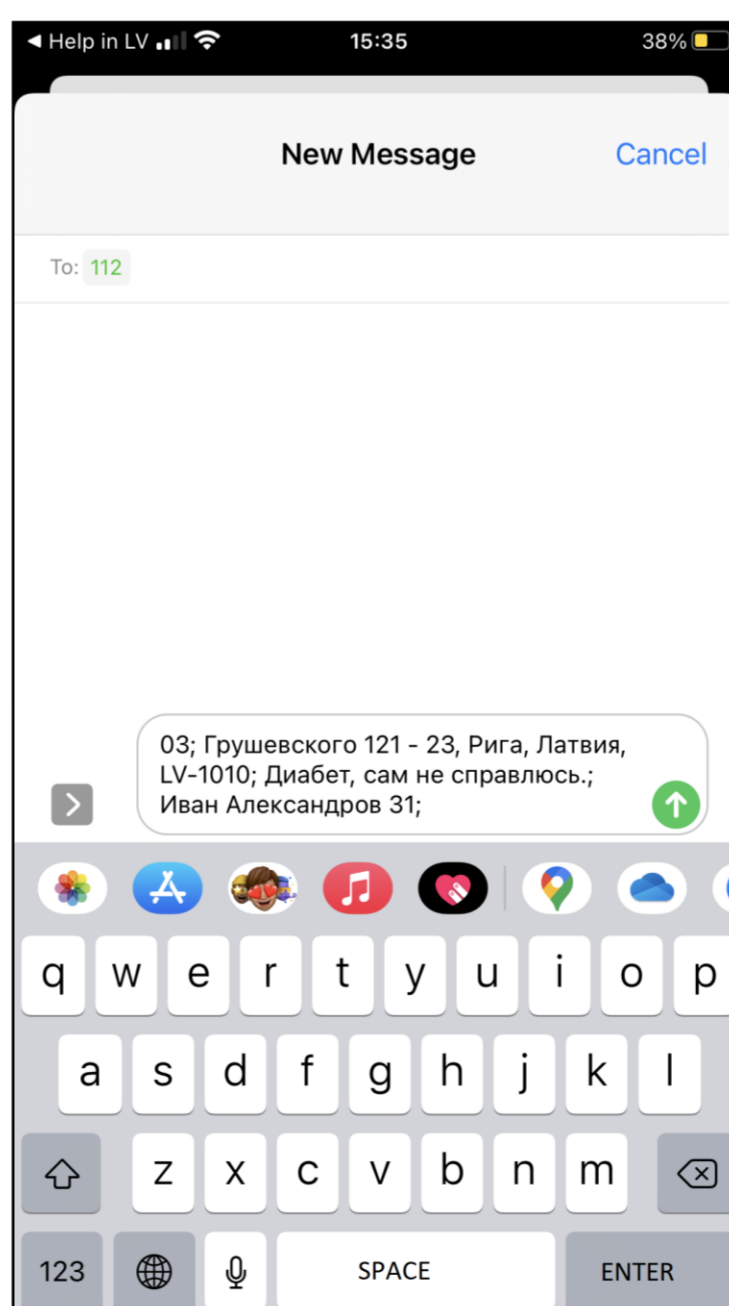 Help in LV
15:35
38%
New Message
Cancel
To: 112
03; Грушевского 121 - 23, Рига, Латвия,
LV-1010; Диабет, сам не справлюсь.;
Иван Александров 31;
q w e r t y u i o p
a s d f g h j k l
z x c v b n m
123 SPACE ENTER